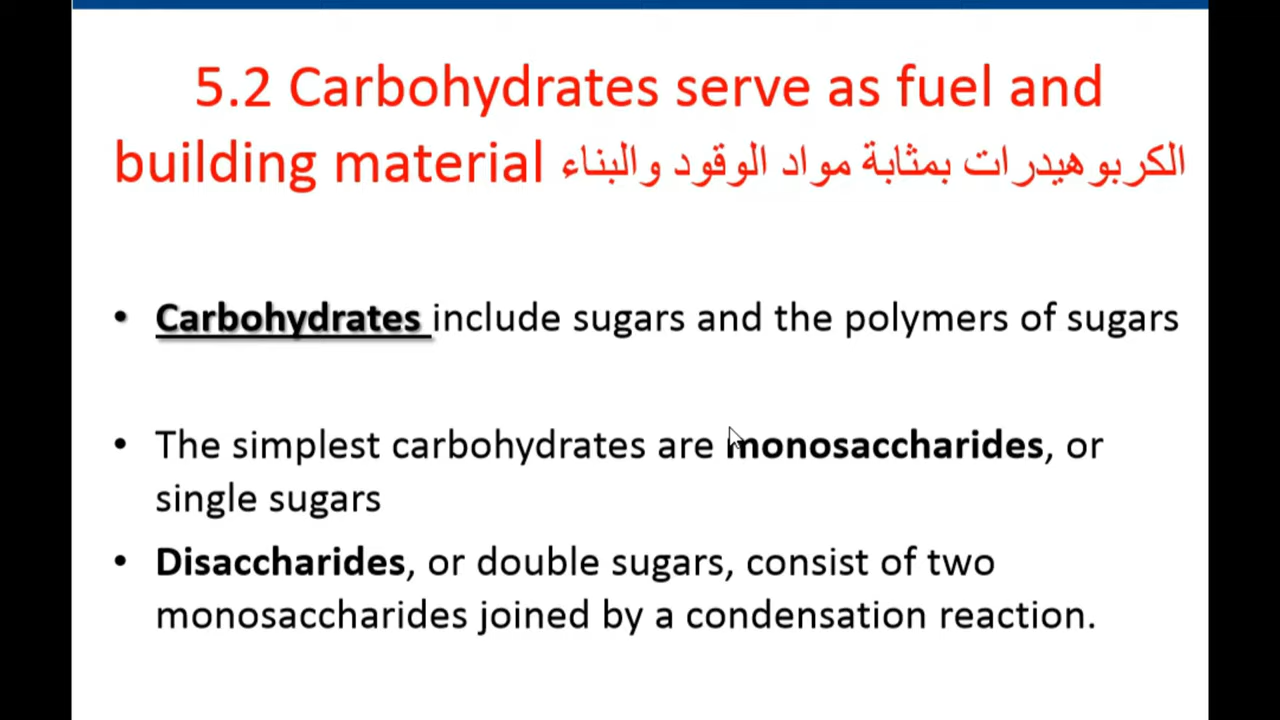 5.2 Carbohydrates serve as fuel and
building material الكربوهيدرات بمثابة مواد الوقود والبناء
• Carbohydrates include sugars and the polymers of sugars
• The simplest carbohydrates are monosaccharides, or
single sugars
• Disaccharides, or double sugars, consist of two
monosaccharides joined by a condensation reaction.